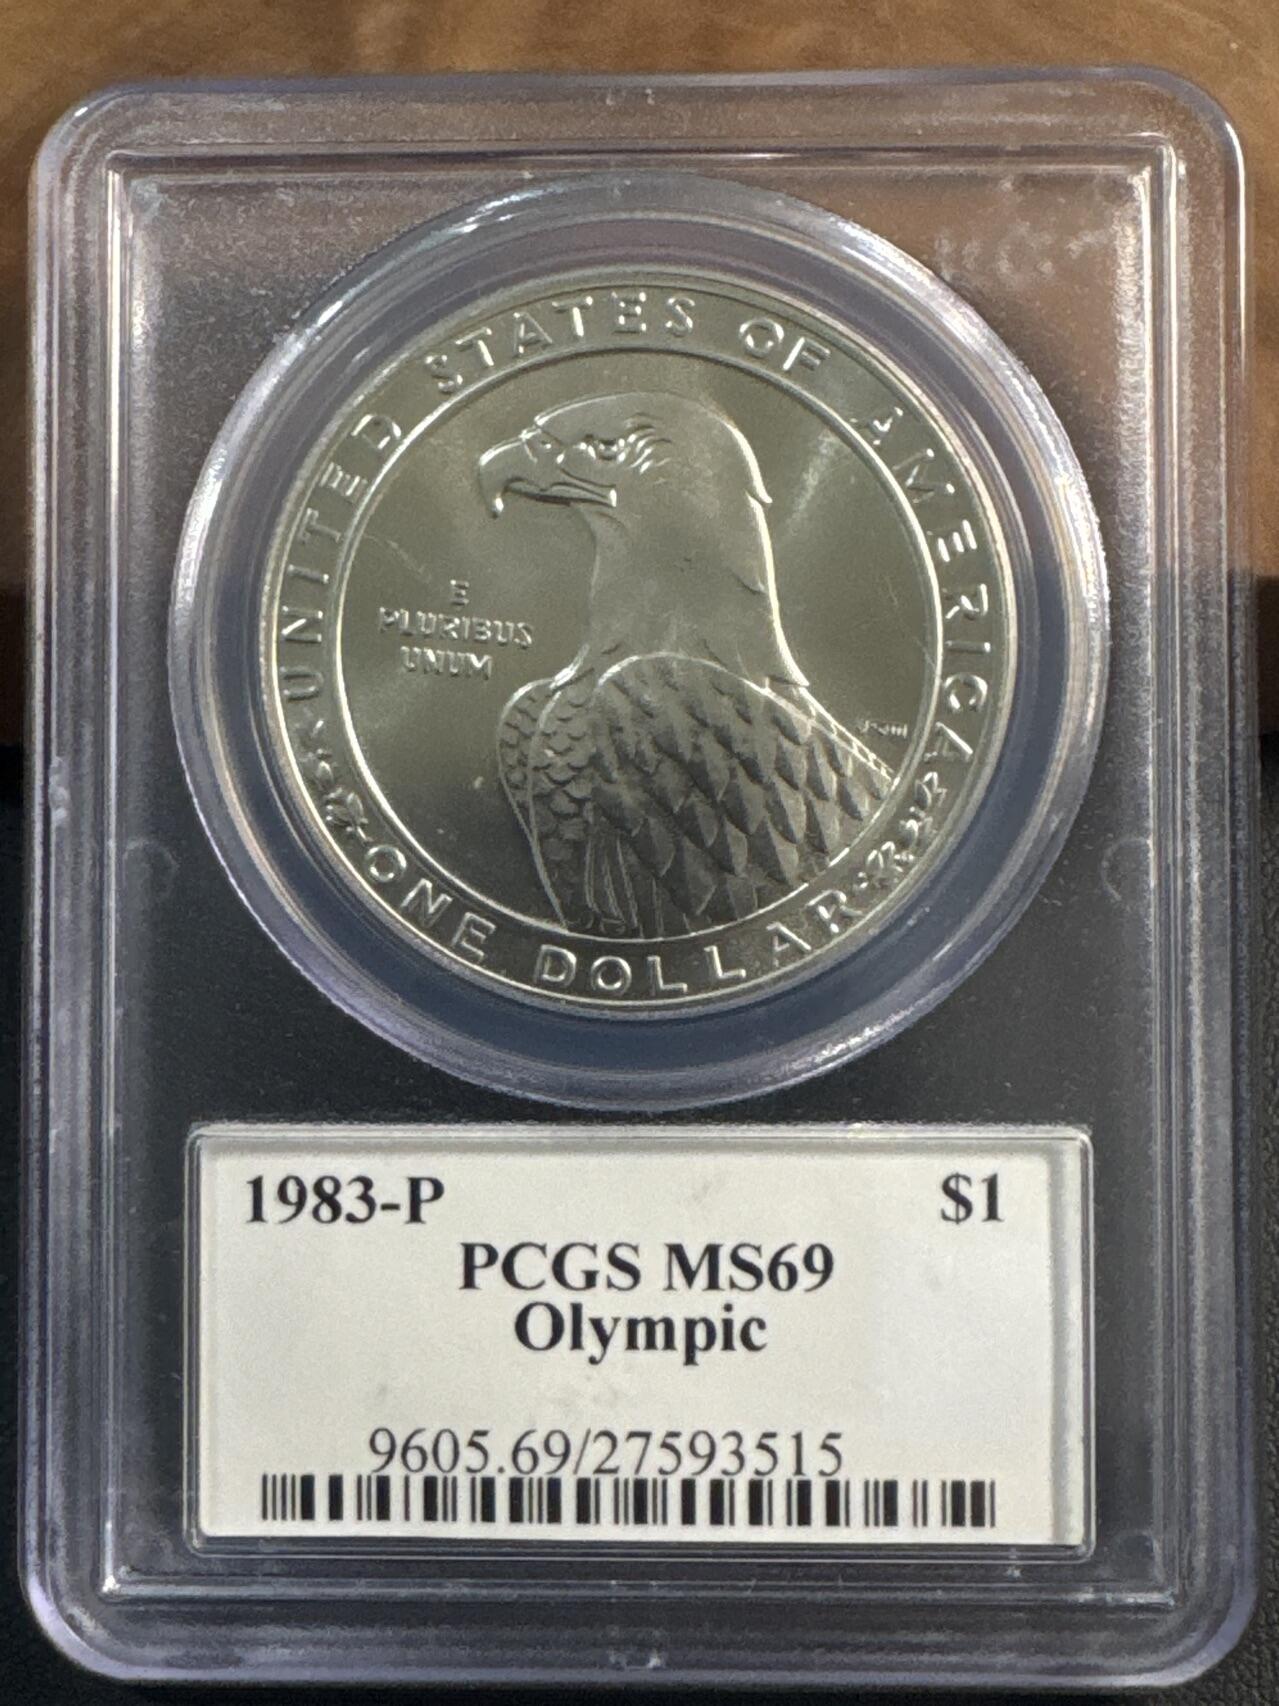 UNITED STATES OF AMERICA
E
PLURIBUS
UNUM
ONE DOLLAR
1983-P $1
PCGS MS69
Olympic
9605.69/27593515